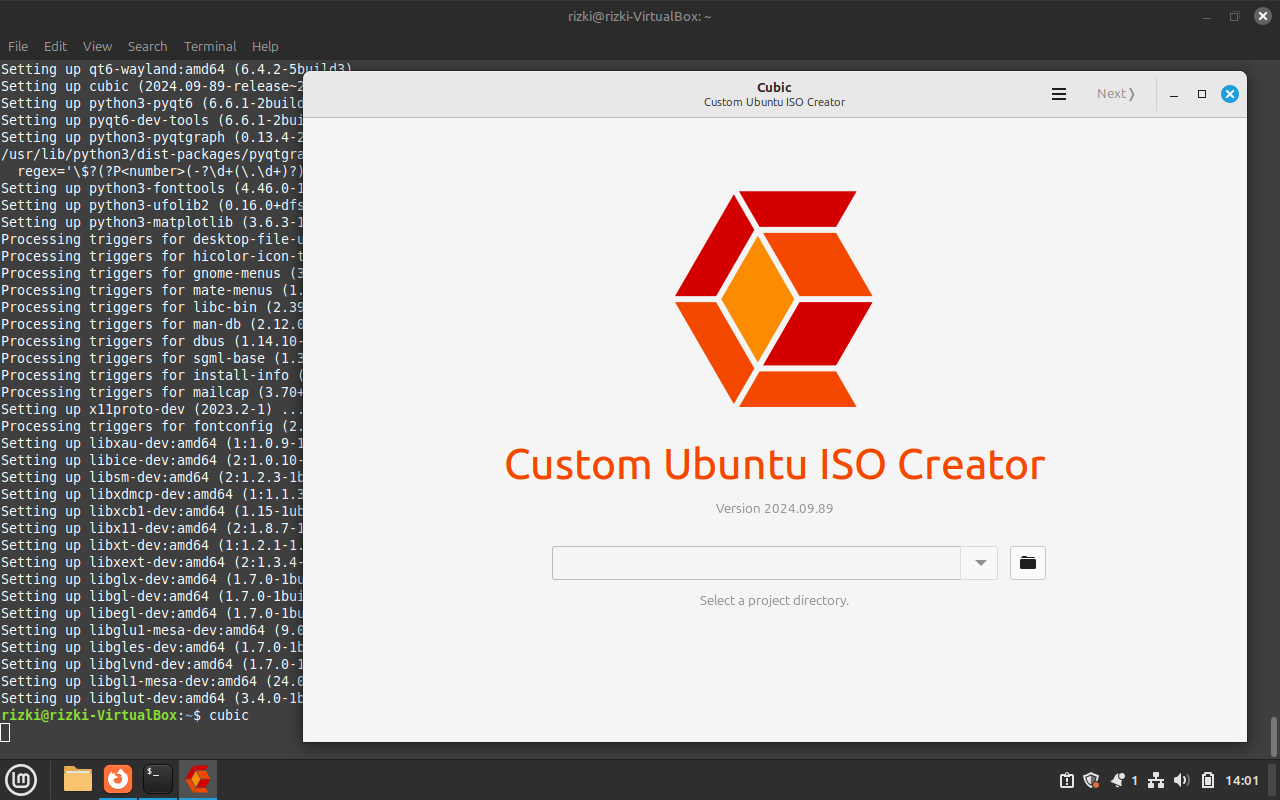 rizki@rizki-VirtualBox: ~
File Edit View Search Terminal Help
Setting up qt6-wayland:amd64 (6.4.2-5build3)
Setting up cubic (2024.09-89-release~2
Setting up python3-pyqt6 (6.6.1-2build
Setting up pyqt6-dev-tools (6.6.1-2bui
Setting up python3-pyqtgraph (0.13.4-2
/usr/lib/python3/dist-packages/pyqtgra
  regex='\$?(?P<number>(-?\d+(\.\d+)?)
Setting up python3-fonttools (4.46.0-1
Setting up python3-ufolib2 (0.16.0+dfs
Setting up python3-matplotlib (3.6.3-1
Processing triggers for desktop-file-u
Processing triggers for hicolor-icon-t
Processing triggers for gnome-menus (3
Processing triggers for mate-menus (1.
Processing triggers for libc-bin (2.39
Processing triggers for man-db (2.12.0
Processing triggers for dbus (1.14.10-
Processing triggers for sgml-base (1.3
Processing triggers for install-info (
Processing triggers for mailcap (3.70+
Setting up x11proto-dev (2023.2-1) ...
Processing triggers for fontconfig (2.
Setting up libxau-dev:amd64 (1:1.0.9-1
Setting up libice-dev:amd64 (2:1.0.10-
Setting up libsm-dev:amd64 (2:1.2.3-1b
Setting up libxdmcp-dev:amd64 (1:1.1.3
Setting up libxcb1-dev:amd64 (1.15-1ub
Setting up libx11-dev:amd64 (2:1.8.7-1
Setting up libxt-dev:amd64 (1:1.2.1-1.
Setting up libxext-dev:amd64 (2:1.3.4-
Setting up libglx-dev:amd64 (1.7.0-1bu
Setting up libgl-dev:amd64 (1.7.0-1bui
Setting up libegl-dev:amd64 (1.7.0-1bu
Setting up libglu1-mesa-dev:amd64 (9.0
Setting up libgles-dev:amd64 (1.7.0-1b
Setting up libglvnd-dev:amd64 (1.7.0-1
Setting up libgl1-mesa-dev:amd64 (24.0
Setting up libglut-dev:amd64 (3.4.0-1b
rizki@rizki-VirtualBox:~$ cubic
Cubic
Custom Ubuntu ISO Creator
Next ❭
Custom Ubuntu ISO Creator
Version 2024.09.89
Select a project directory.
$_
1
14:01